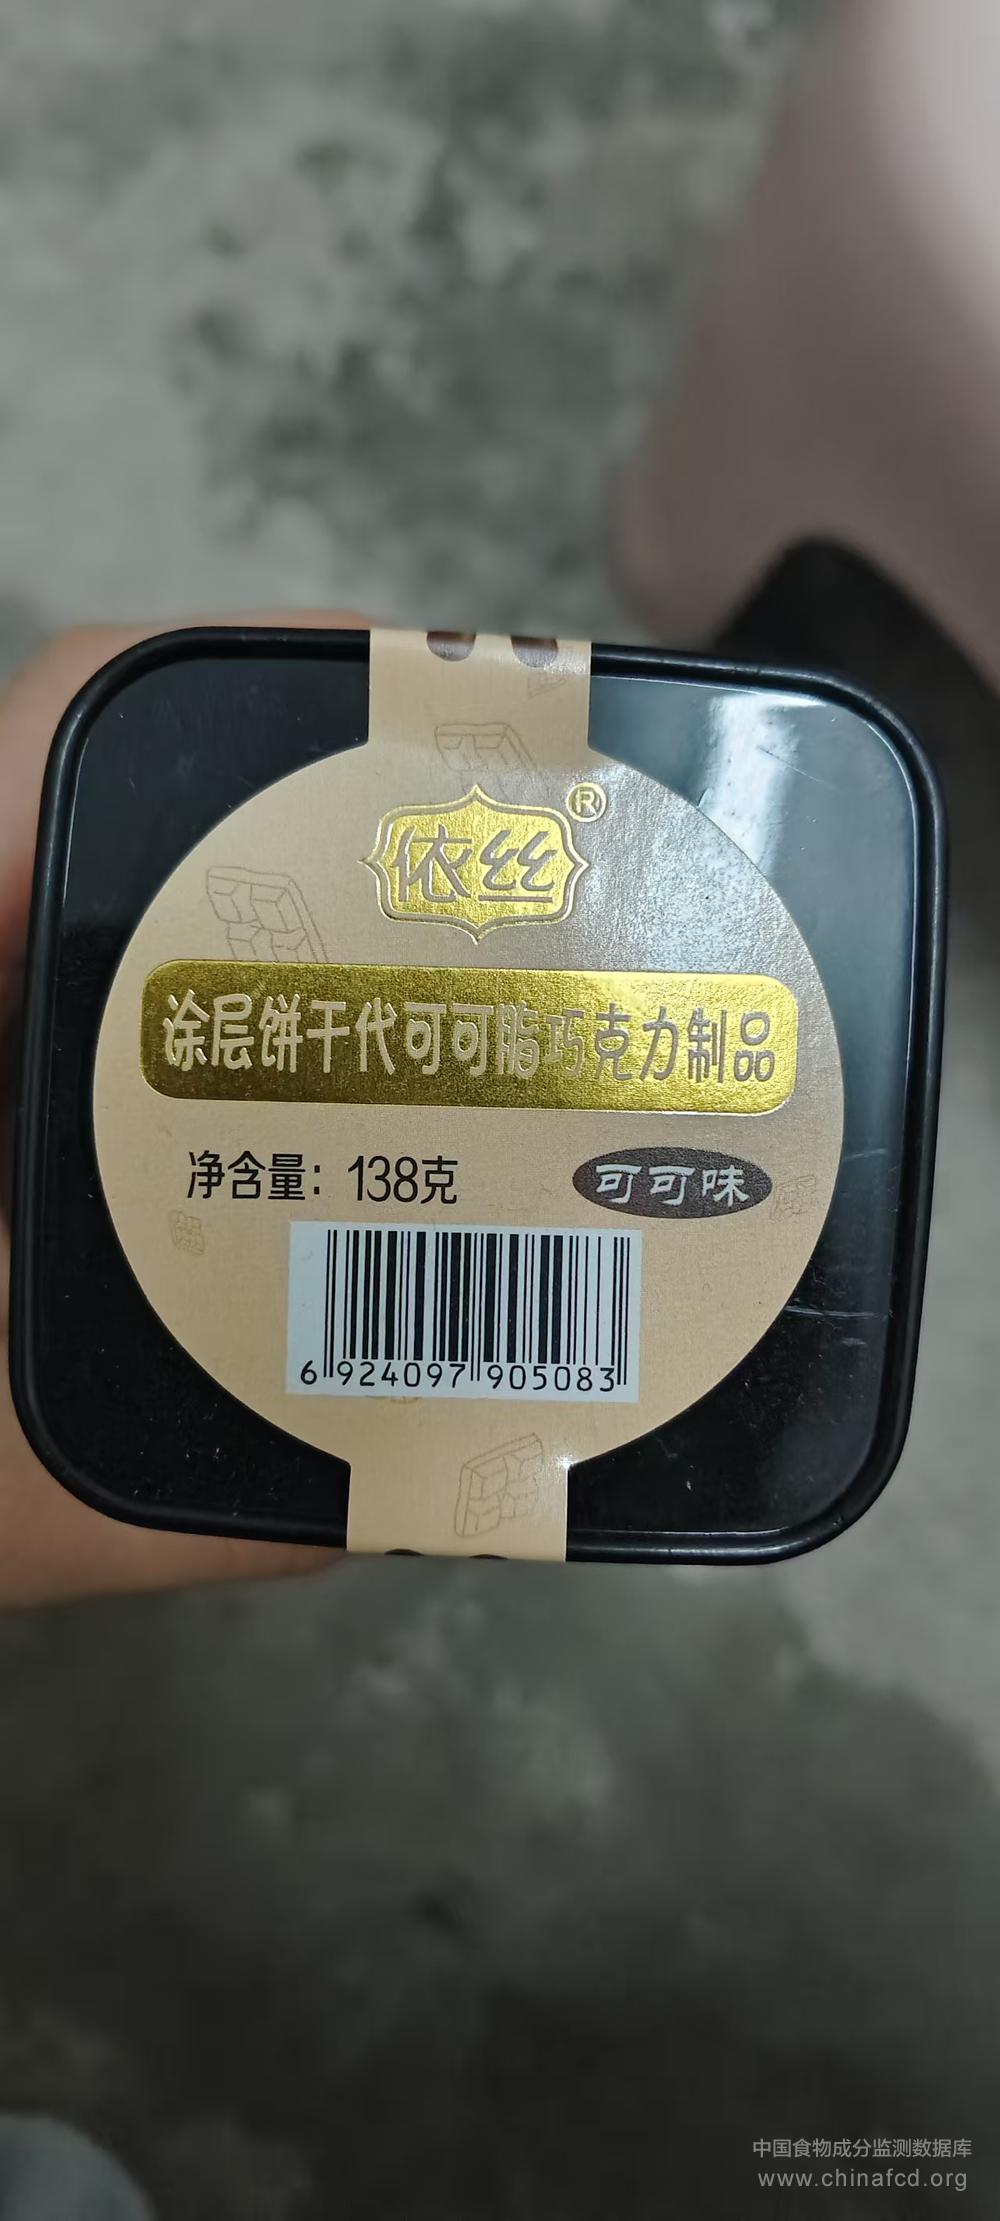 依丝®
涂层饼干代可可脂巧克力制品
净含量：138克
可可味
6 924097 905083
中国食物成分监测数据库
www.chinafcd.org